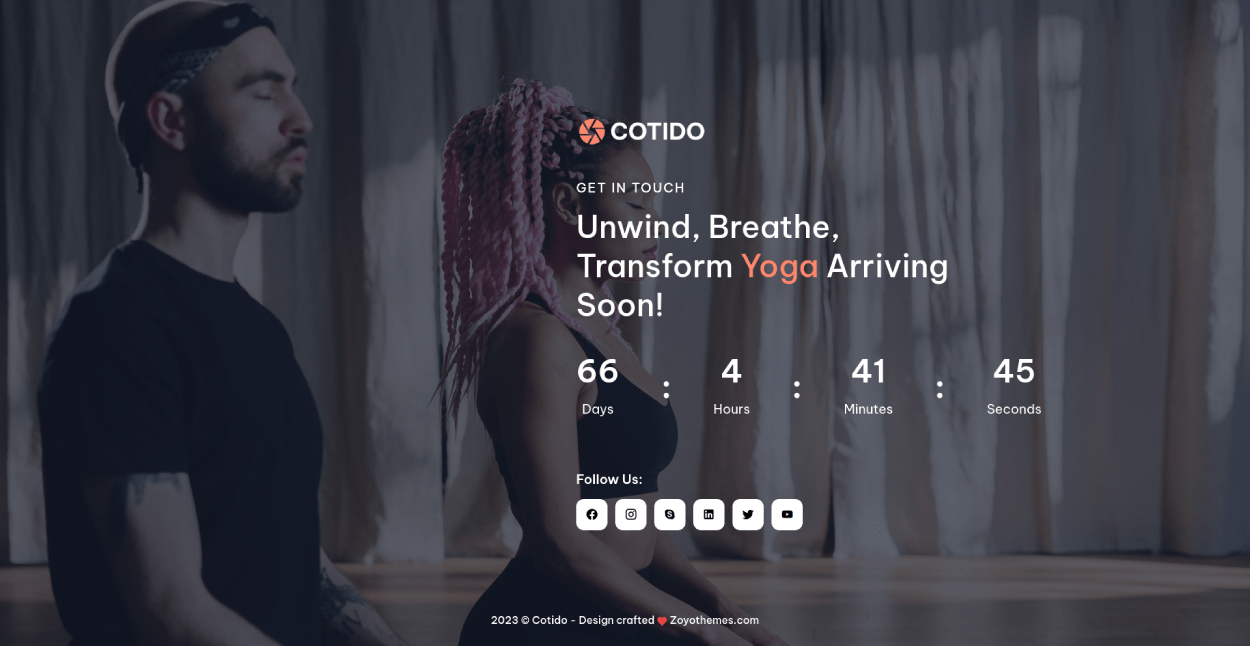 COTIDO
GET IN TOUCH
Unwind, Breathe,
Transform Yoga Arriving
Soon!
66 : 4 : 41 : 45
Days Hours Minutes Seconds
Follow Us:
2023 © Cotido - Design crafted ❤ Zoyothemes.com